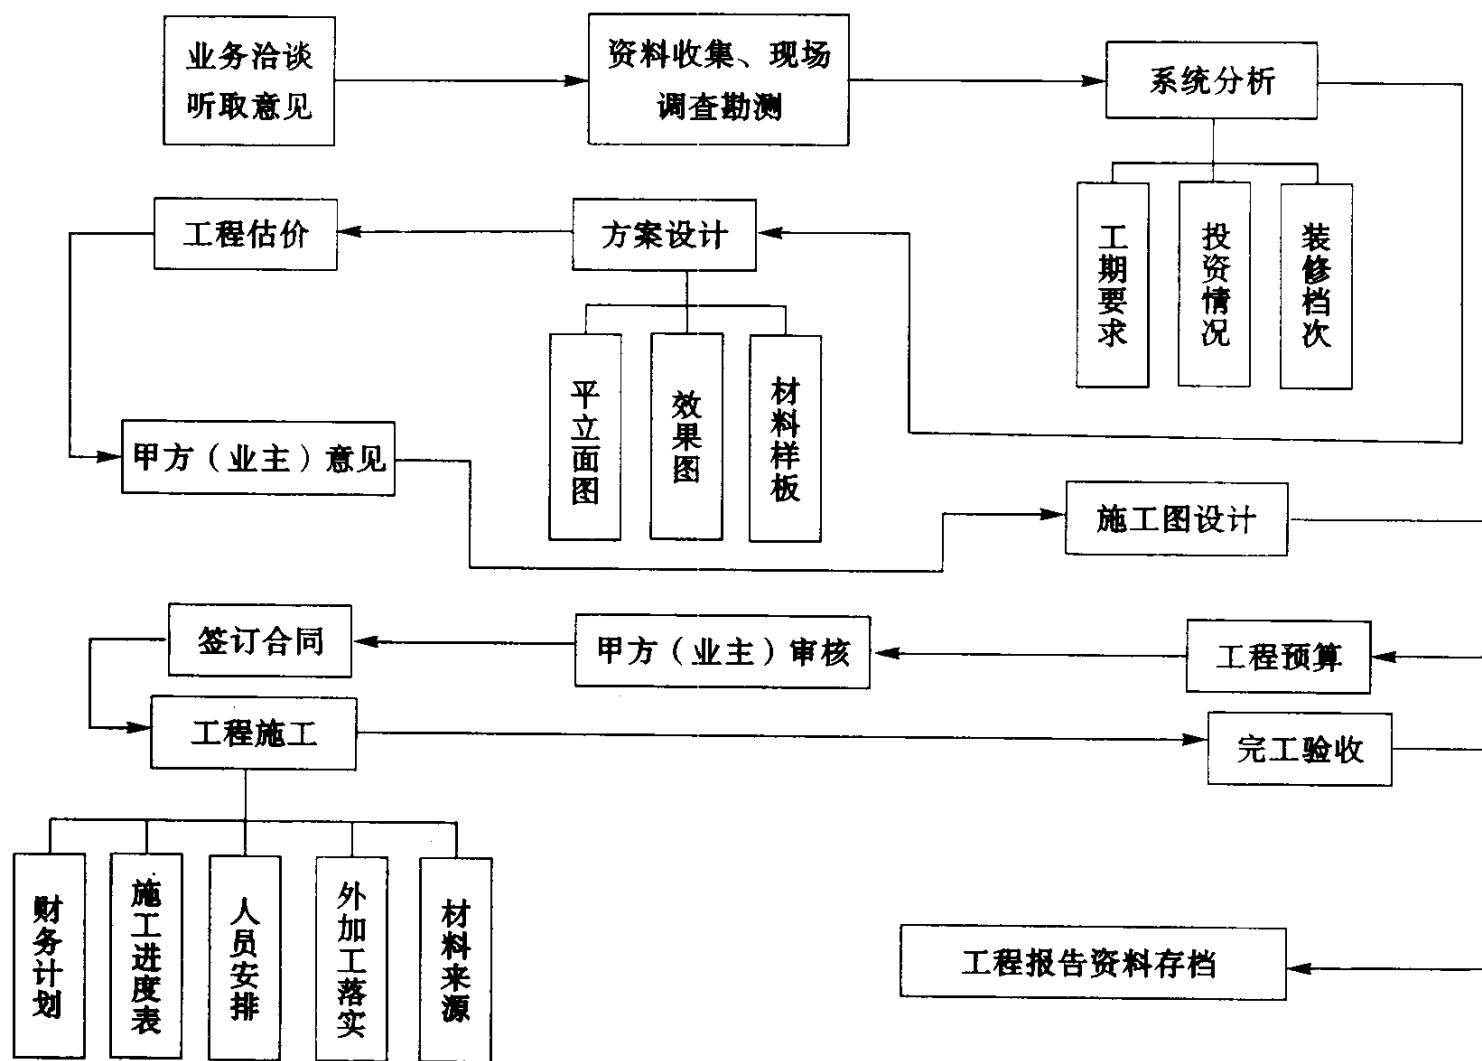 业务洽谈
听取意见
资料收集、现场
调查勘测
系统分析
工期要求
投资情况
装修档次
方案设计
工程估价
平立面图
效果图
材料样板
甲方（业主）意见
施工图设计
工程预算
甲方（业主）审核
签订合同
工程施工
完工验收
财务计划
施工进度表
人员安排
外加工落实
材料来源
工程报告资料存档